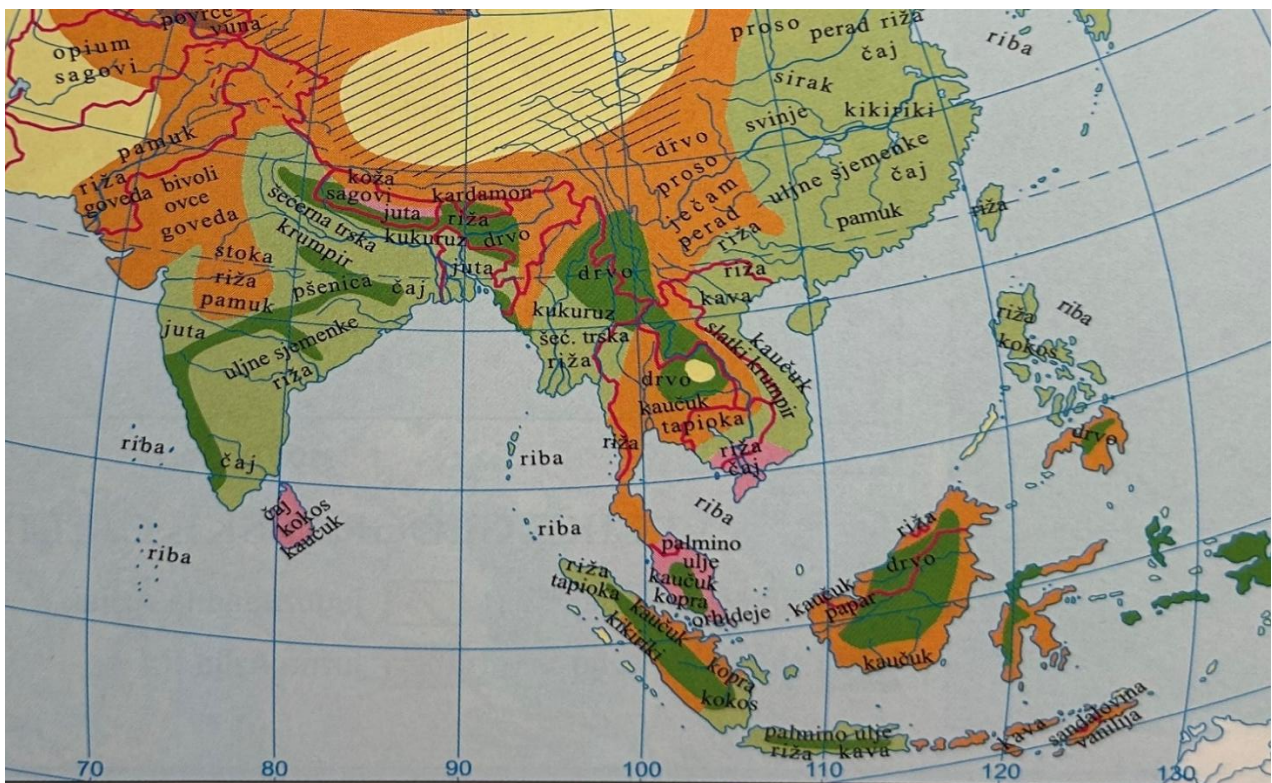 povrće
vuna
opium
sagovi
proso
perad
riža
čaj
riba
sirak
kikiriki
svinje
pamuk
drvo
proso
ječam
perad
riža
uljne sjemenke
čaj
pamuk
riža
riža
goveda
bivoli
ovce
goveda
koža
sagovi
kardamon
juta
riža
šećerna trska
kukuruz
drvo
krumpir
štoka
juta
riža
pamuk
pšenica
čaj
juta
uljne sjemenke
riža
drvo
kukuruz
šeć. trska
riža
riža
kava
slatki krumpir
kaučuk
drvo
kaučuk
tapioka
riža
riža
čaj
riža
kokos
riba
drvo
riba
čaj
riba
čaj
kokos
kaučuk
riba
riba
riba
palmino
ulje
kaučuk
kopra
orhideje
riža
tapioka
kaučuk
kikiriki
kopra
kokos
riža
drvo
kaučuk
papar
kaučuk
palmino ulje
riža kava
kava
sandalovina
vanilija
70 80 90 100 110 120 130